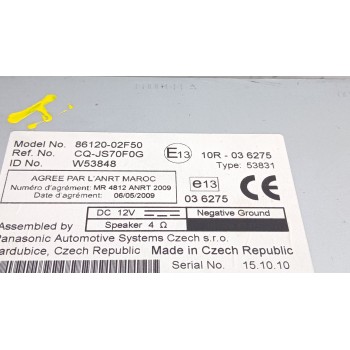 Model No. 86120-02F50
Ref. No. CQ-JS70F0G
ID No. W53848
E13 10R - 03 6275
Type: 53831
AGREE PAR L'ANRT MAROC
Numéro d'agrément: MR 4812 ANRT 2009
Date d'agrément: 06/05/2009
e13
03 6275
CE
DC 12V Negative Ground
Speaker 4 Ω
Assembled by
Panasonic Automotive Systems Czech s.r.o.
Pardubice, Czech Republic Made in Czech Republic
Serial No. 15.10.10